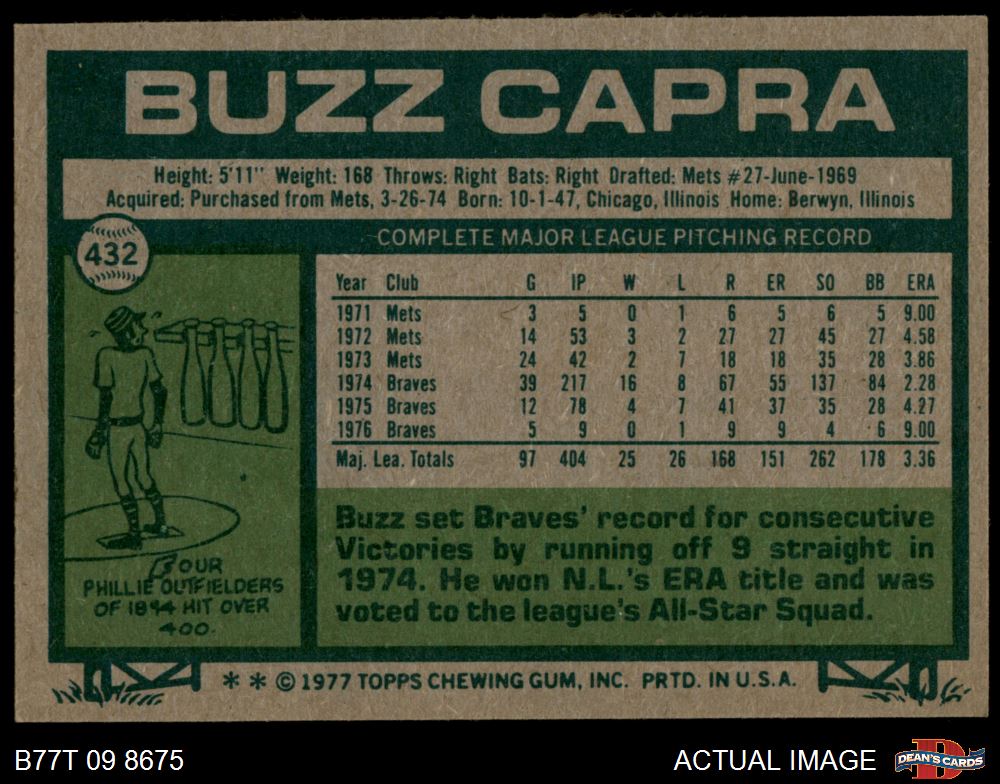 BUZZ CAPRA
Height: 5'11" Weight: 168 Throws: Right Bats: Right Drafted: Mets #27-June-1969
Acquired: Purchased from Mets, 3-26-74 Born: 10-1-47, Chicago, Illinois Home: Berwyn, Illinois
432
COMPLETE MAJOR LEAGUE PITCHING RECORD
Year Club G IP W L R ER SO BB ERA
1971 Mets 3 5 0 1 6 5 6 5 9.00
1972 Mets 14 53 3 2 27 27 45 27 4.58
1973 Mets 24 42 2 7 18 18 35 28 3.86
1974 Braves 39 217 16 8 67 55 137 84 2.28
1975 Braves 12 78 4 7 41 37 35 28 4.27
1976 Braves 5 9 0 1 9 9 4 6 9.00
Maj. Lea. Totals 97 404 25 26 168 151 262 178 3.36
FOUR
PHILLIE OUTFIELDERS
OF 1894 HIT OVER
.400.
Buzz set Braves' record for consecutive
Victories by running off 9 straight in
1974. He won N.L.'s ERA title and was
voted to the league's All-Star Squad.
* * © 1977 TOPPS CHEWING GUM, INC. PRTD. IN U.S.A.
B77T 09 8675
ACTUAL IMAGE
D
DEAN'S CARDS